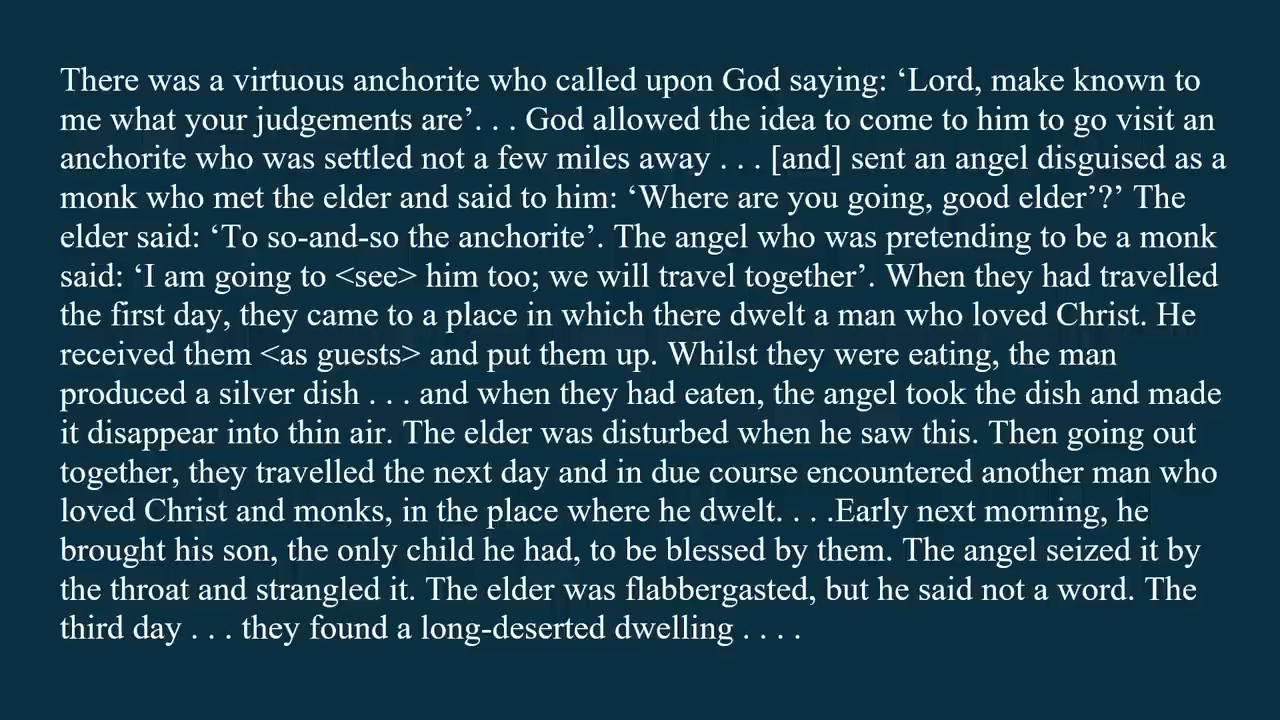 There was a virtuous anchorite who called upon God saying: ‘Lord, make known to
me what your judgements are’. . . God allowed the idea to come to him to go visit an
anchorite who was settled not a few miles away . . . [and] sent an angel disguised as a
monk who met the elder and said to him: ‘Where are you going, good elder’?’ The
elder said: ‘To so-and-so the anchorite’. The angel who was pretending to be a monk
said: ‘I am going to <see> him too; we will travel together’. When they had travelled
the first day, they came to a place in which there dwelt a man who loved Christ. He
received them <as guests> and put them up. Whilst they were eating, the man
produced a silver dish . . . and when they had eaten, the angel took the dish and made
it disappear into thin air. The elder was disturbed when he saw this. Then going out
together, they travelled the next day and in due course encountered another man who
loved Christ and monks, in the place where he dwelt. . . .Early next morning, he
brought his son, the only child he had, to be blessed by them. The angel seized it by
the throat and strangled it. The elder was flabbergasted, but he said not a word. The
third day . . . they found a long-deserted dwelling . . . .